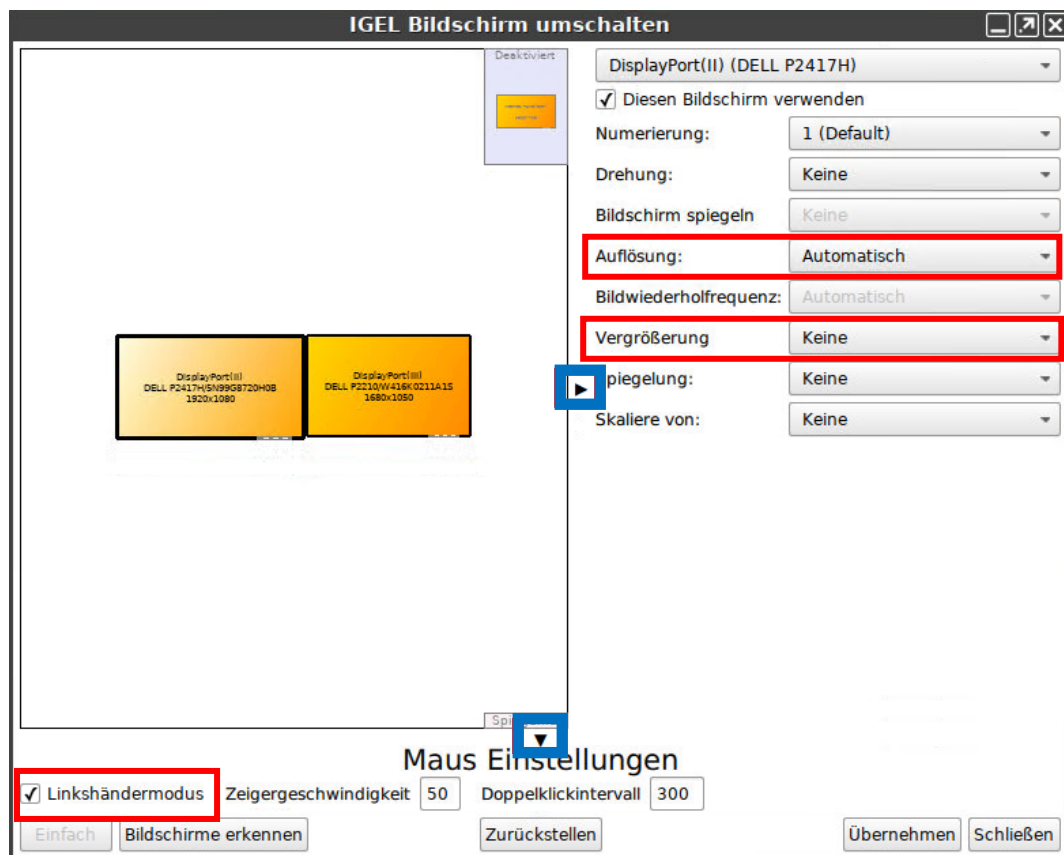 IGEL Bildschirm umschalten
Deaktiviert
DisplayPort(II) (DELL P2417H)
Diesen Bildschirm verwenden
Numerierung: 1 (Default)
Drehung: Keine
Bildschirm spiegeln Keine
Auflösung: Automatisch
Bildwiederholfrequenz: Automatisch
Vergrößerung Keine
piegelung: Keine
Skaliere von: Keine
DisplayPort(II)
DELL P2417H/5N99G8720H0B
1920x1080
DisplayPort(III)
DELL P2210/W416K0211A1S
1680x1050
Maus Einstellungen
Linkshändermodus Zeigergeschwindigkeit 50 Doppelklickintervall 300
Einfach Bildschirme erkennen Zurückstellen Übernehmen Schließen